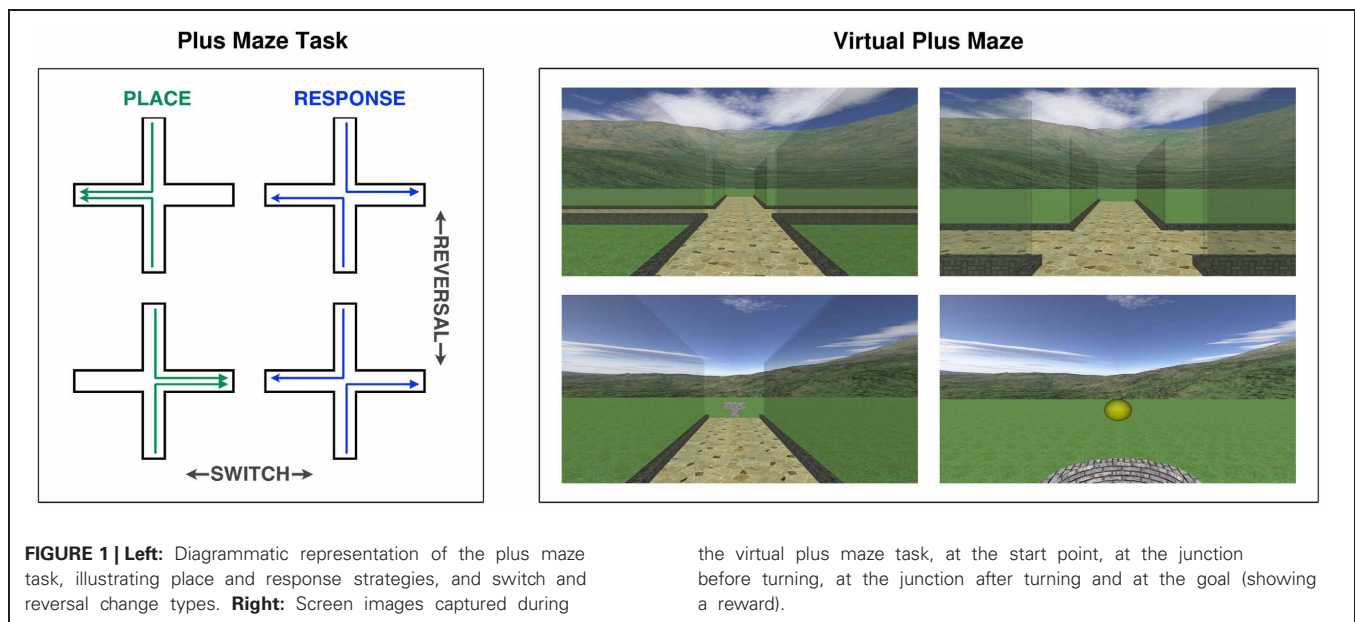 Plus Maze Task
Virtual Plus Maze
PLACE
RESPONSE
←REVERSAL→
←SWITCH→
FIGURE 1 | Left: Diagrammatic representation of the plus maze
task, illustrating place and response strategies, and switch and
reversal change types. Right: Screen images captured during
the virtual plus maze task, at the start point, at the junction
before turning, at the junction after turning and at the goal (showing
a reward).